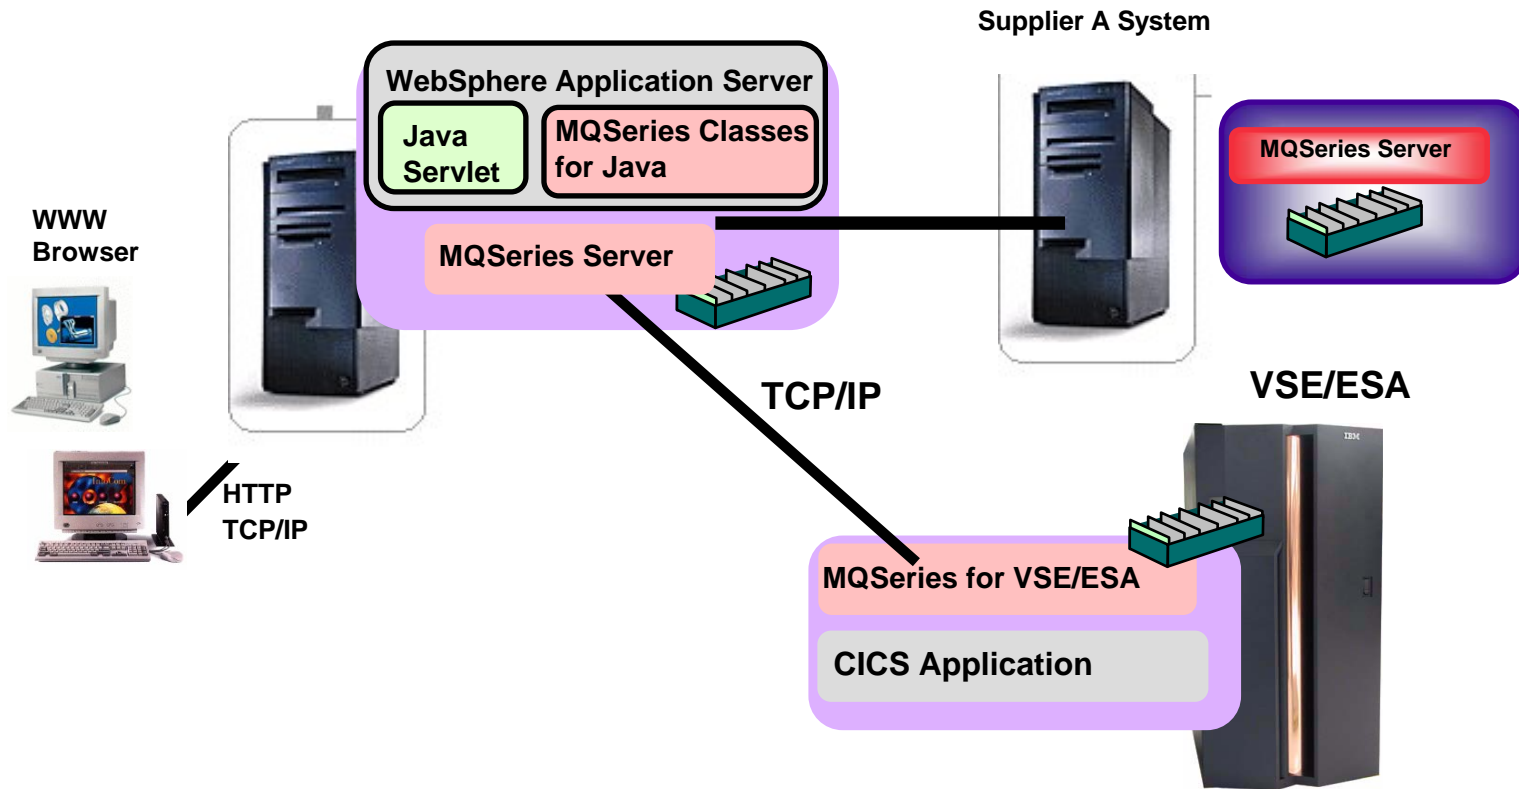 Supplier A System
WebSphere Application Server
Java
Servlet
MQSeries Classes
for Java
MQSeries Server
WWW
Browser
MQSeries Server
TCP/IP
VSE/ESA
IBM
HTTP
TCP/IP
MQSeries for VSE/ESA
CICS Application